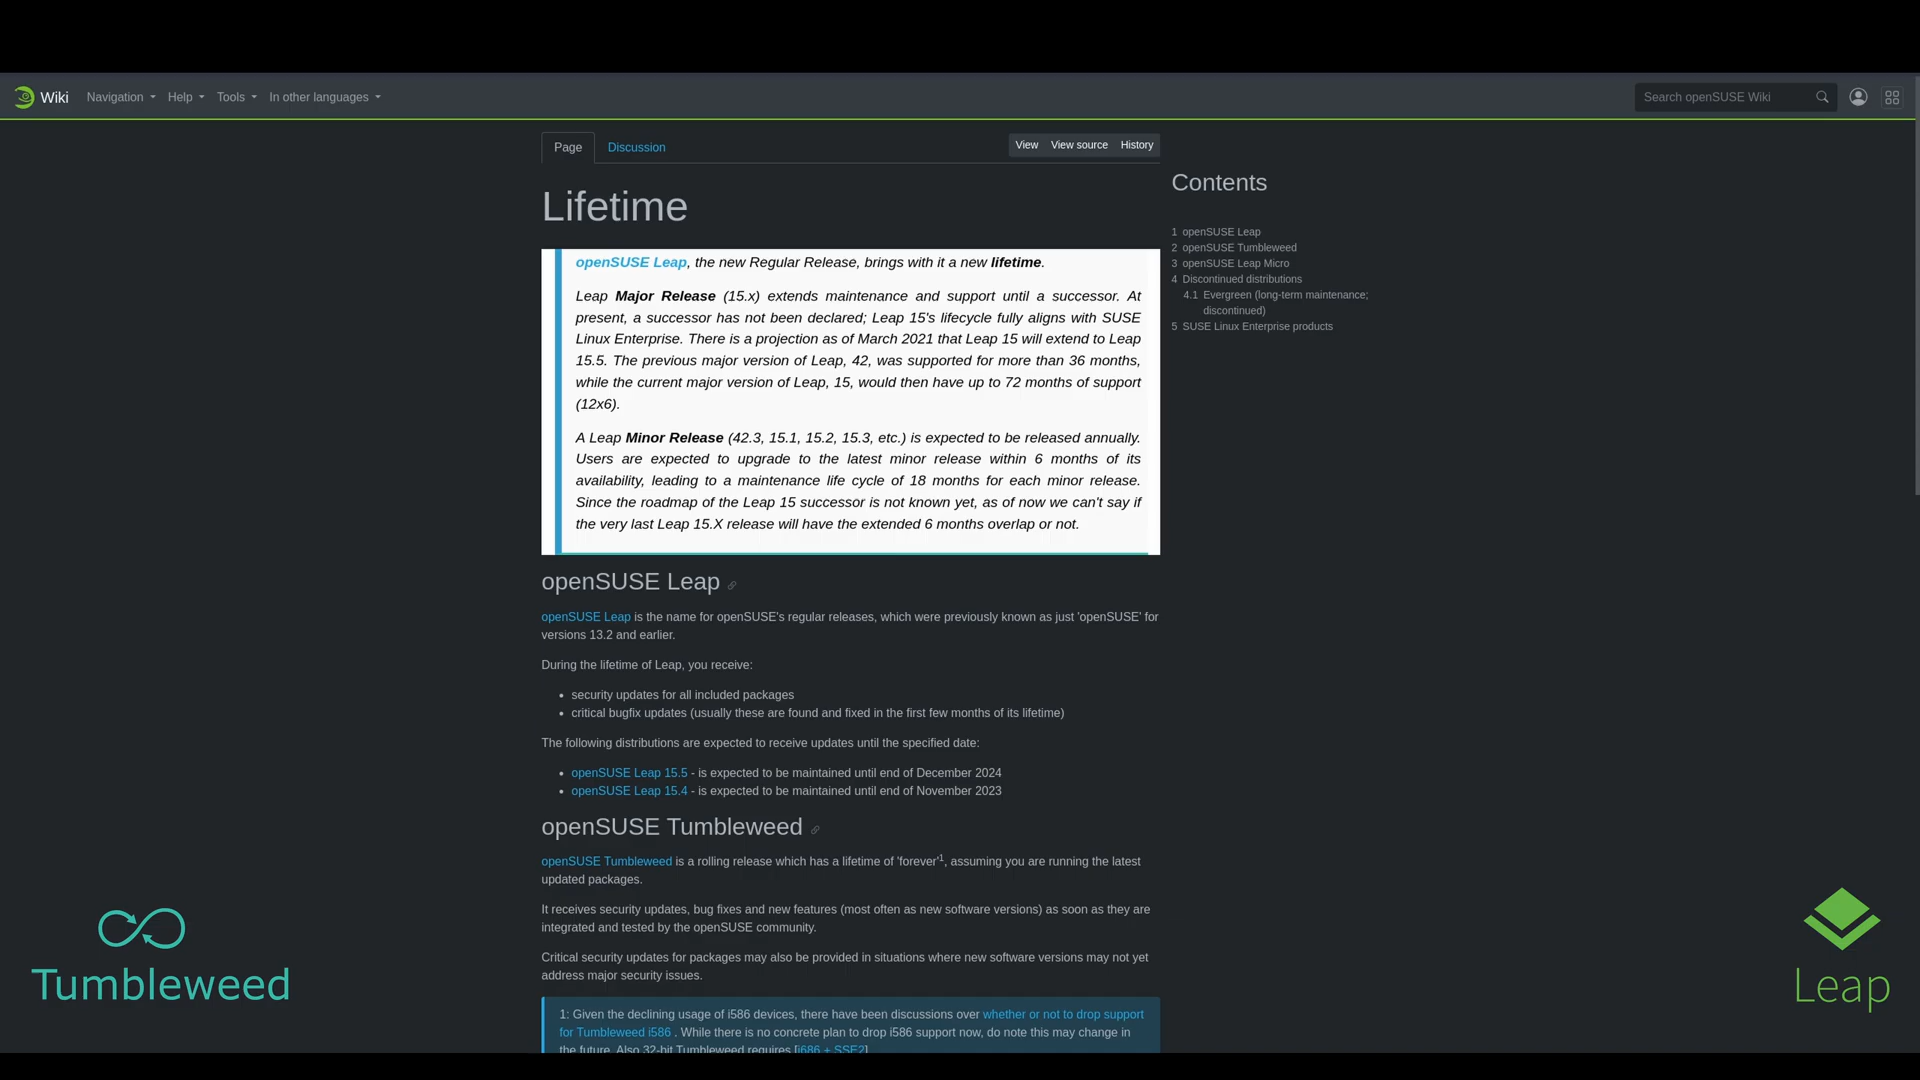 Wiki Navigation Help Tools In other languages Search openSUSE Wiki
Page Discussion View View source History
Lifetime
openSUSE Leap, the new Regular Release, brings with it a new lifetime.
Leap Major Release (15.x) extends maintenance and support until a successor. At
present, a successor has not been declared; Leap 15's lifecycle fully aligns with SUSE
Linux Enterprise. There is a projection as of March 2021 that Leap 15 will extend to Leap
15.5. The previous major version of Leap, 42, was supported for more than 36 months,
while the current major version of Leap, 15, would then have up to 72 months of support
(12x6).
A Leap Minor Release (42.3, 15.1, 15.2, 15.3, etc.) is expected to be released annually.
Users are expected to upgrade to the latest minor release within 6 months of its
availability, leading to a maintenance life cycle of 18 months for each minor release.
Since the roadmap of the Leap 15 successor is not known yet, as of now we can't say if
the very last Leap 15.X release will have the extended 6 months overlap or not.
openSUSE Leap
openSUSE Leap is the name for openSUSE's regular releases, which were previously known as just 'openSUSE' for
versions 13.2 and earlier.
During the lifetime of Leap, you receive:
• security updates for all included packages
• critical bugfix updates (usually these are found and fixed in the first few months of its lifetime)
The following distributions are expected to receive updates until the specified date:
• openSUSE Leap 15.5 - is expected to be maintained until end of December 2024
• openSUSE Leap 15.4 - is expected to be maintained until end of November 2023
openSUSE Tumbleweed
openSUSE Tumbleweed is a rolling release which has a lifetime of 'forever'1, assuming you are running the latest
updated packages.
It receives security updates, bug fixes and new features (most often as new software versions) as soon as they are
integrated and tested by the openSUSE community.
Critical security updates for packages may also be provided in situations where new software versions may not yet
address major security issues.
1: Given the declining usage of i586 devices, there have been discussions over whether or not to drop support
for Tumbleweed i586 . While there is no concrete plan to drop i586 support now, do note this may change in
the future. Also 32-bit Tumbleweed requires [i686 + SSE2]
Contents
1 openSUSE Leap
2 openSUSE Tumbleweed
3 openSUSE Leap Micro
4 Discontinued distributions
4.1 Evergreen (long-term maintenance;
discontinued)
5 SUSE Linux Enterprise products
Tumbleweed
Leap